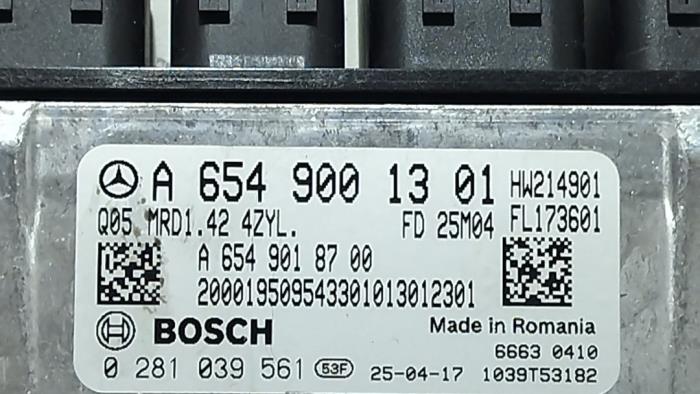 A 654 900 13 01 HW214901
Q05 MRD1.42 4ZYL. FD 25M04 FL173601
A 654 901 87 00
200019509543301013012301
BOSCH Made in Romania
6663 0410
0 281 039 561 53F 25-04-17 1039T53182